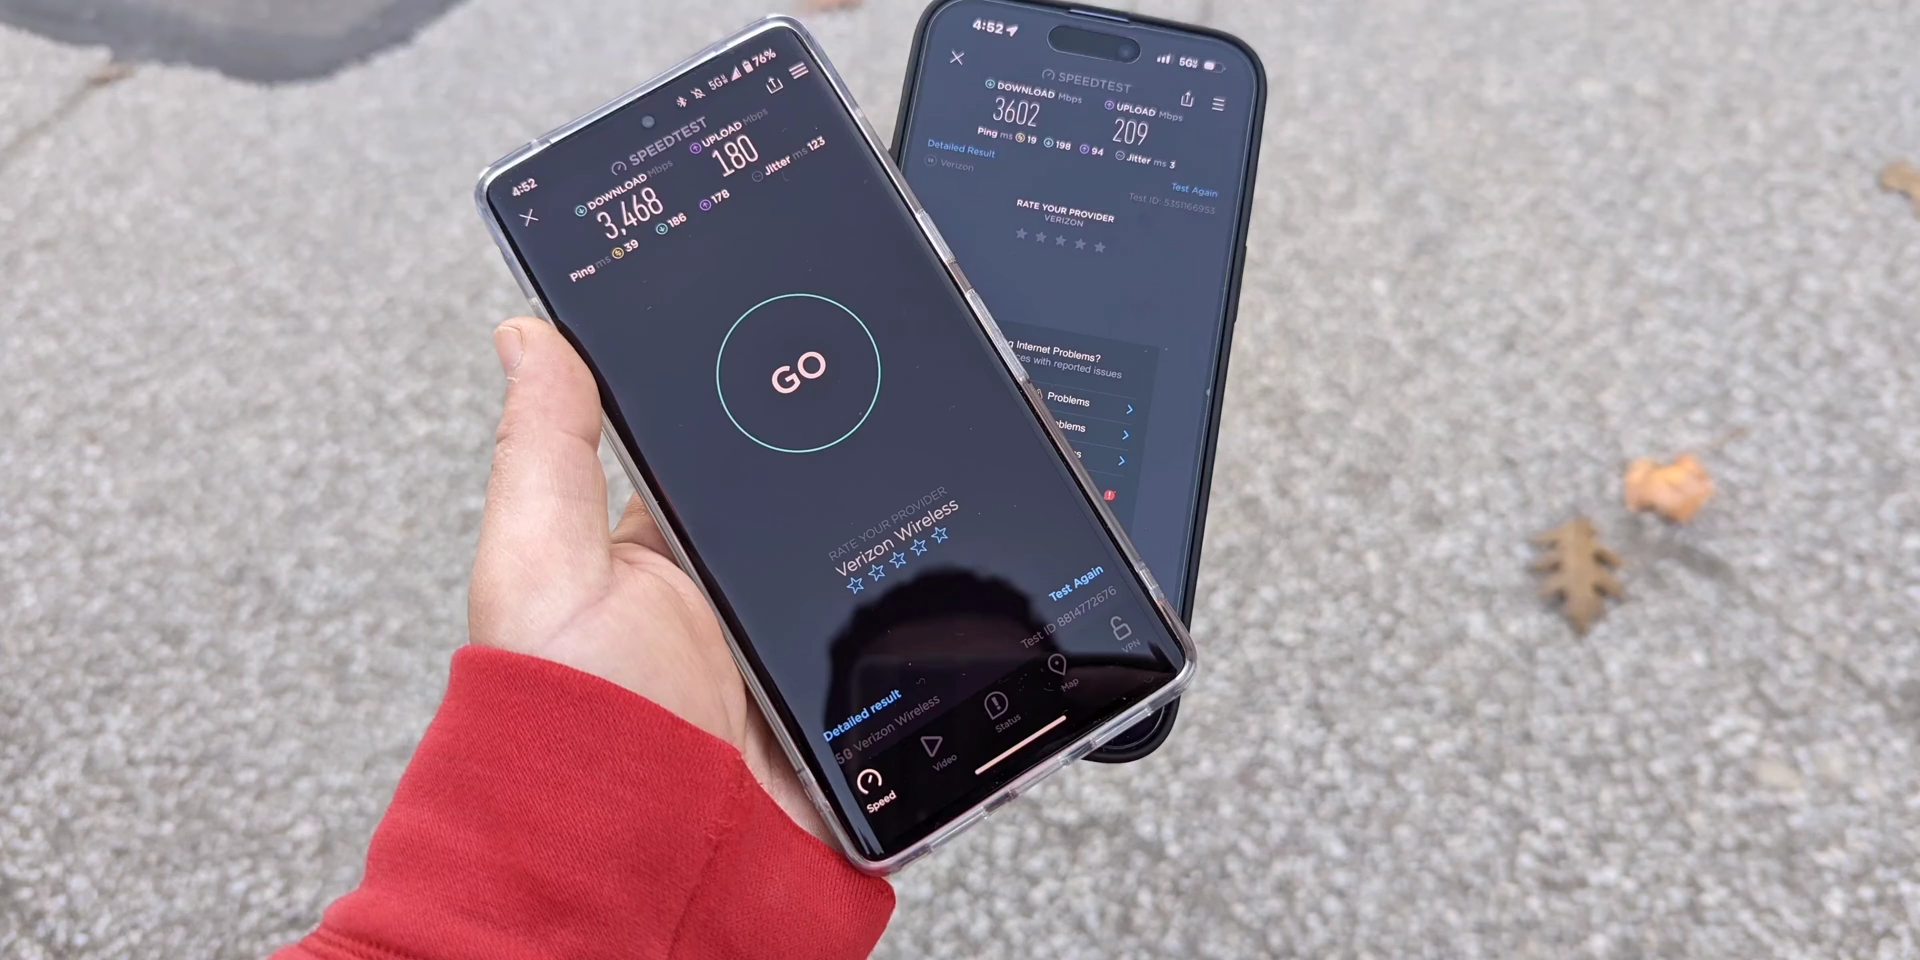 4:52
5G
76%
SPEEDTEST
DOWNLOAD Mbps
3,468
UPLOAD Mbps
180
Ping ms 39 186 178
Jitter ms 123
GO
RATE YOUR PROVIDER
Verizon Wireless
Detailed result
Test Again
5G Verizon Wireless
Test ID 8814772676
Speed
Video
Status
Map
VPN
4:52
5G
SPEEDTEST
DOWNLOAD Mbps
3602
UPLOAD Mbps
209
Ping ms 19 198 94 Jitter ms 3
Detailed Result
Verizon
Test Again
Test ID: 5351166953
RATE YOUR PROVIDER
VERIZON
g Internet Problems?
ces with reported issues
Problems
blems
s